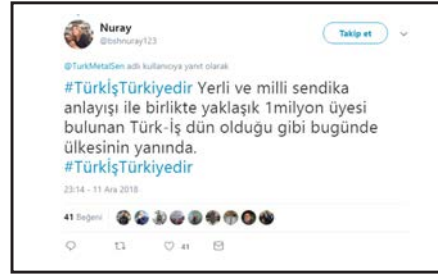 Nuray
@bshnuray123
Takip et
@TurkMetalSen adlı kullanıcıya yanıt olarak
#TürkİşTürkiyedir Yerli ve milli sendika
anlayışı ile birlikte yaklaşık 1milyon üyesi
bulunan Türk-İş dün olduğu gibi bugünde
ülkesinin yanında.
#TürkİşTürkiyedir
23:14 - 11 Ara 2018
41 Beğeni
41